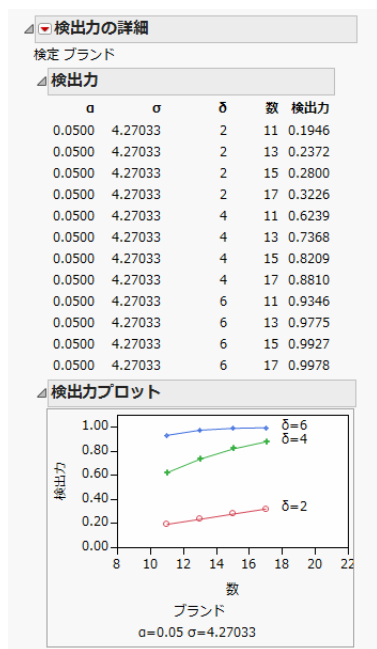 検出力の詳細
検定 ブランド
検出力
α σ δ 数 検出力
0.0500 4.27033 2 11 0.1946
0.0500 4.27033 2 13 0.2372
0.0500 4.27033 2 15 0.2800
0.0500 4.27033 2 17 0.3226
0.0500 4.27033 4 11 0.6239
0.0500 4.27033 4 13 0.7368
0.0500 4.27033 4 15 0.8209
0.0500 4.27033 4 17 0.8810
0.0500 4.27033 6 11 0.9346
0.0500 4.27033 6 13 0.9775
0.0500 4.27033 6 15 0.9927
0.0500 4.27033 6 17 0.9978
検出力プロット
検出力
1.00
0.80
0.60
0.40
0.20
0.00
δ=6
δ=4
δ=2
8 10 12 14 16 18 20 22
数
ブランド
α=0.05 σ=4.27033